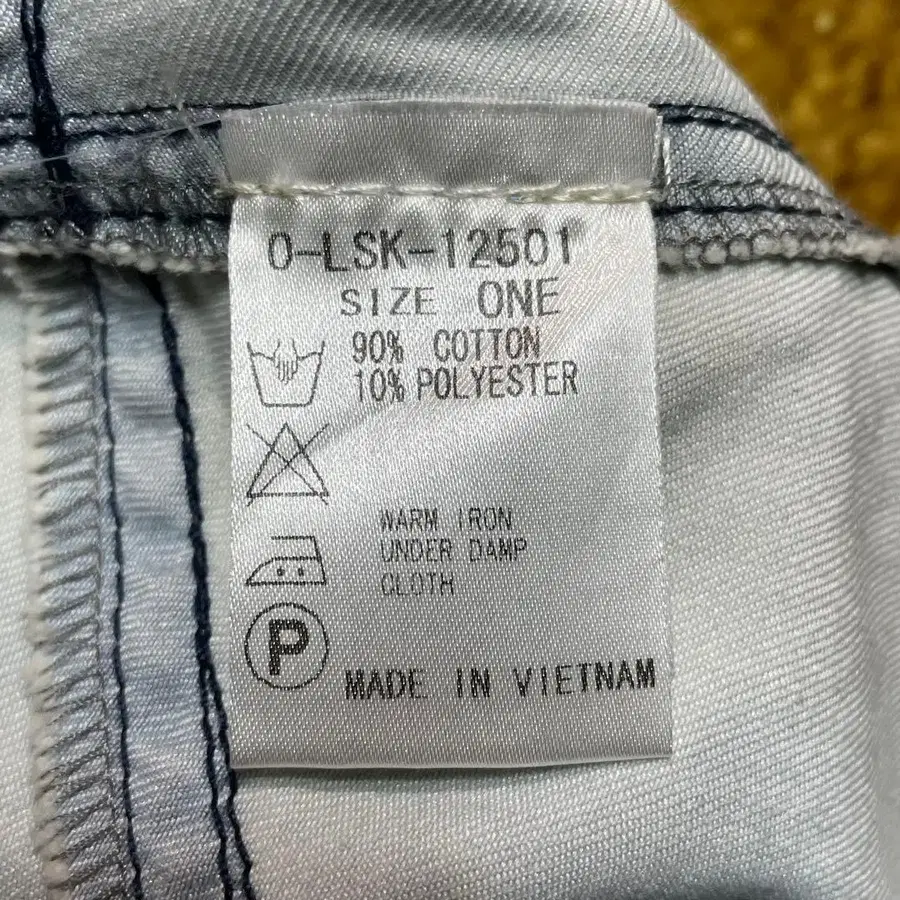 0-LSK-12501
SIZE ONE
90% COTTON
10% POLYESTER
WARM IRON
UNDER DAMP
CLOTH
P
MADE IN VIETNAM